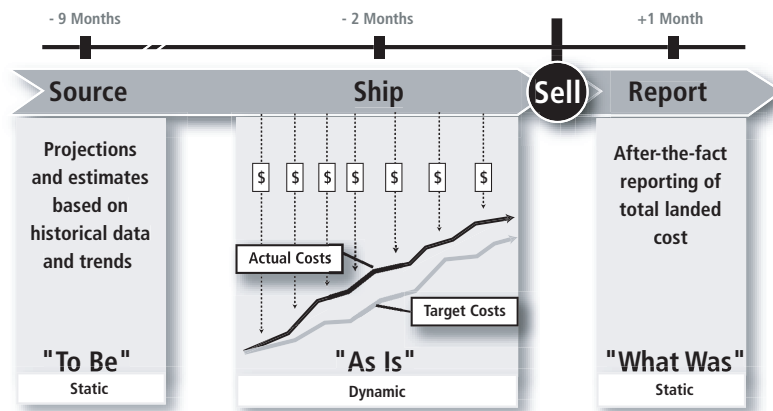 - 9 Months
- 2 Months
+1 Month
Source
Ship
Sell
Report
Projections
and estimates
based on
historical data
and trends
"To Be"
Static
$ $ $ $ $ $ $
Actual Costs
Target Costs
"As Is"
Dynamic
After-the-fact
reporting of
total landed
cost
"What Was"
Static